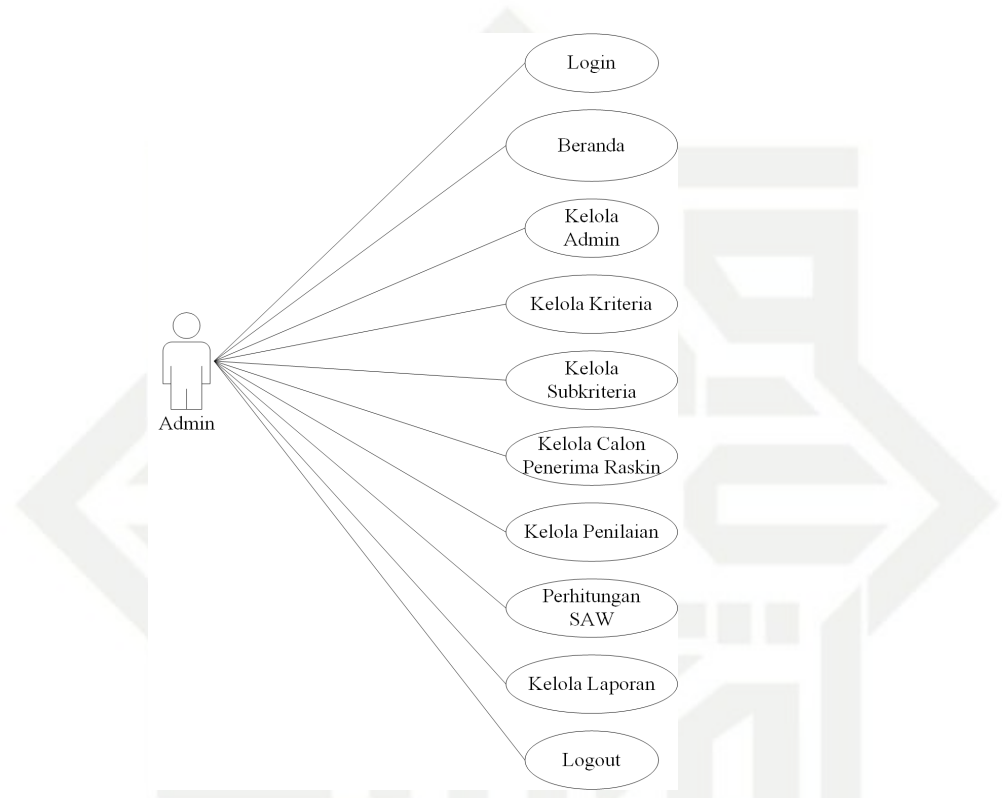 Login
Beranda
Kelola
Admin
Kelola Kriteria
Kelola
Subkriteria
Admin
Kelola Calon
Penerima Raskin
Kelola Penilaian
Perhitungan
SAW
Kelola Laporan
Logout